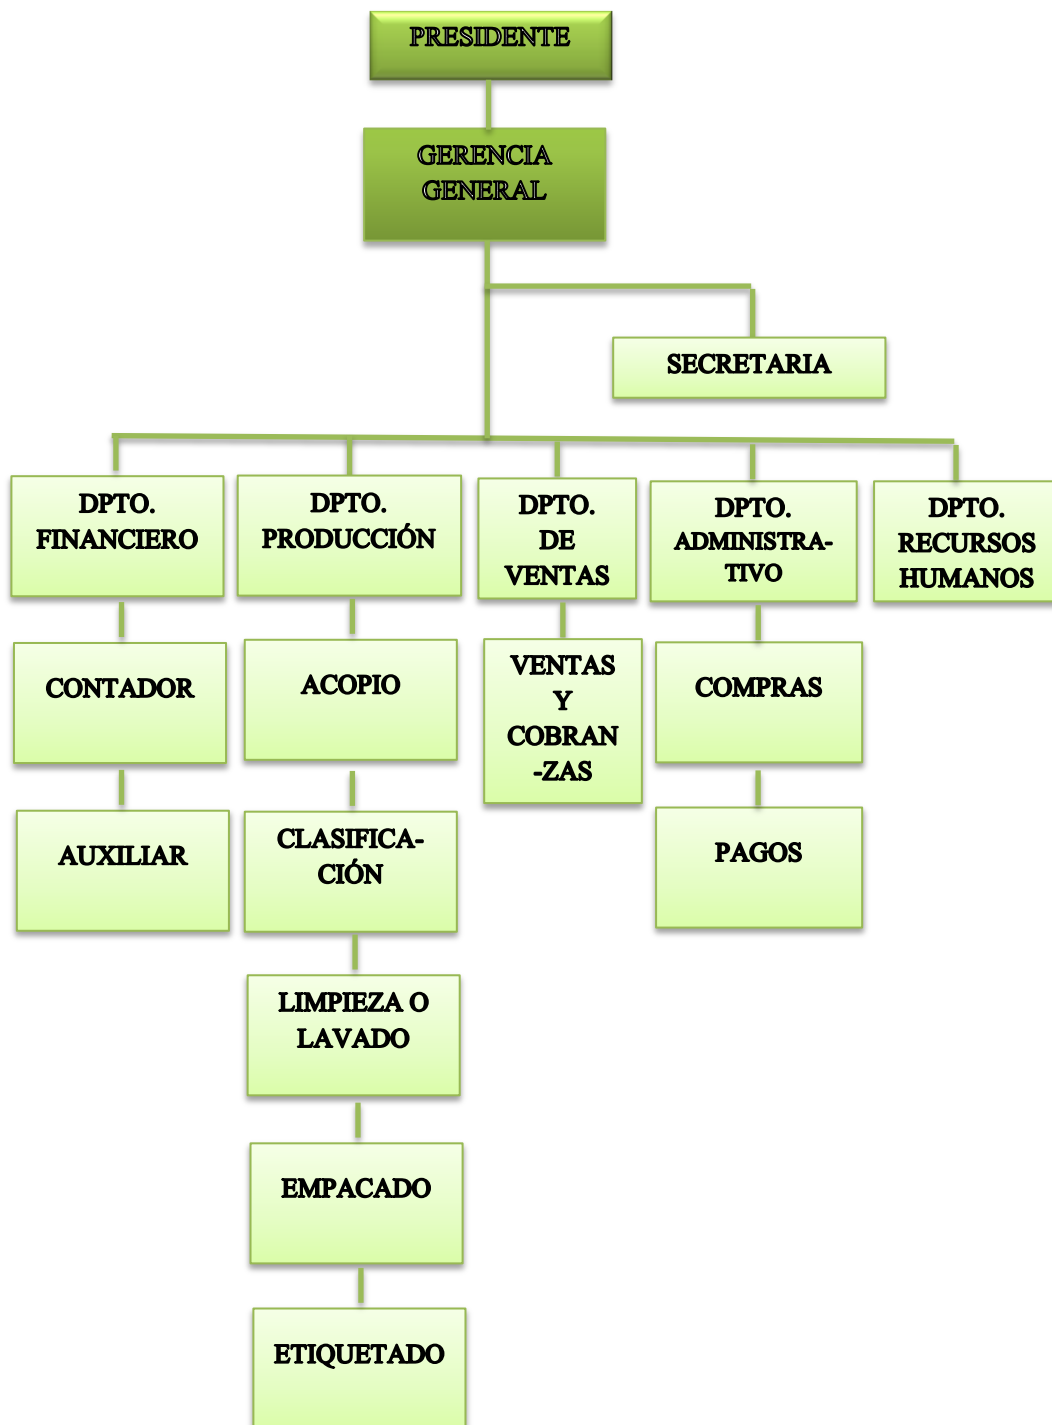 PRESIDENTE
GERENCIA
GENERAL
SECRETARIA
DPTO.
FINANCIERO
DPTO.
PRODUCCIÓN
DPTO.
DE
VENTAS
DPTO.
ADMINISTRA-
TIVO
DPTO.
RECURSOS
HUMANOS
CONTADOR
ACOPIO
VENTAS
Y
COBRAN
-ZAS
COMPRAS
AUXILIAR
CLASIFICA-
CIÓN
PAGOS
LIMPIEZA O
LAVADO
EMPACADO
ETIQUETADO